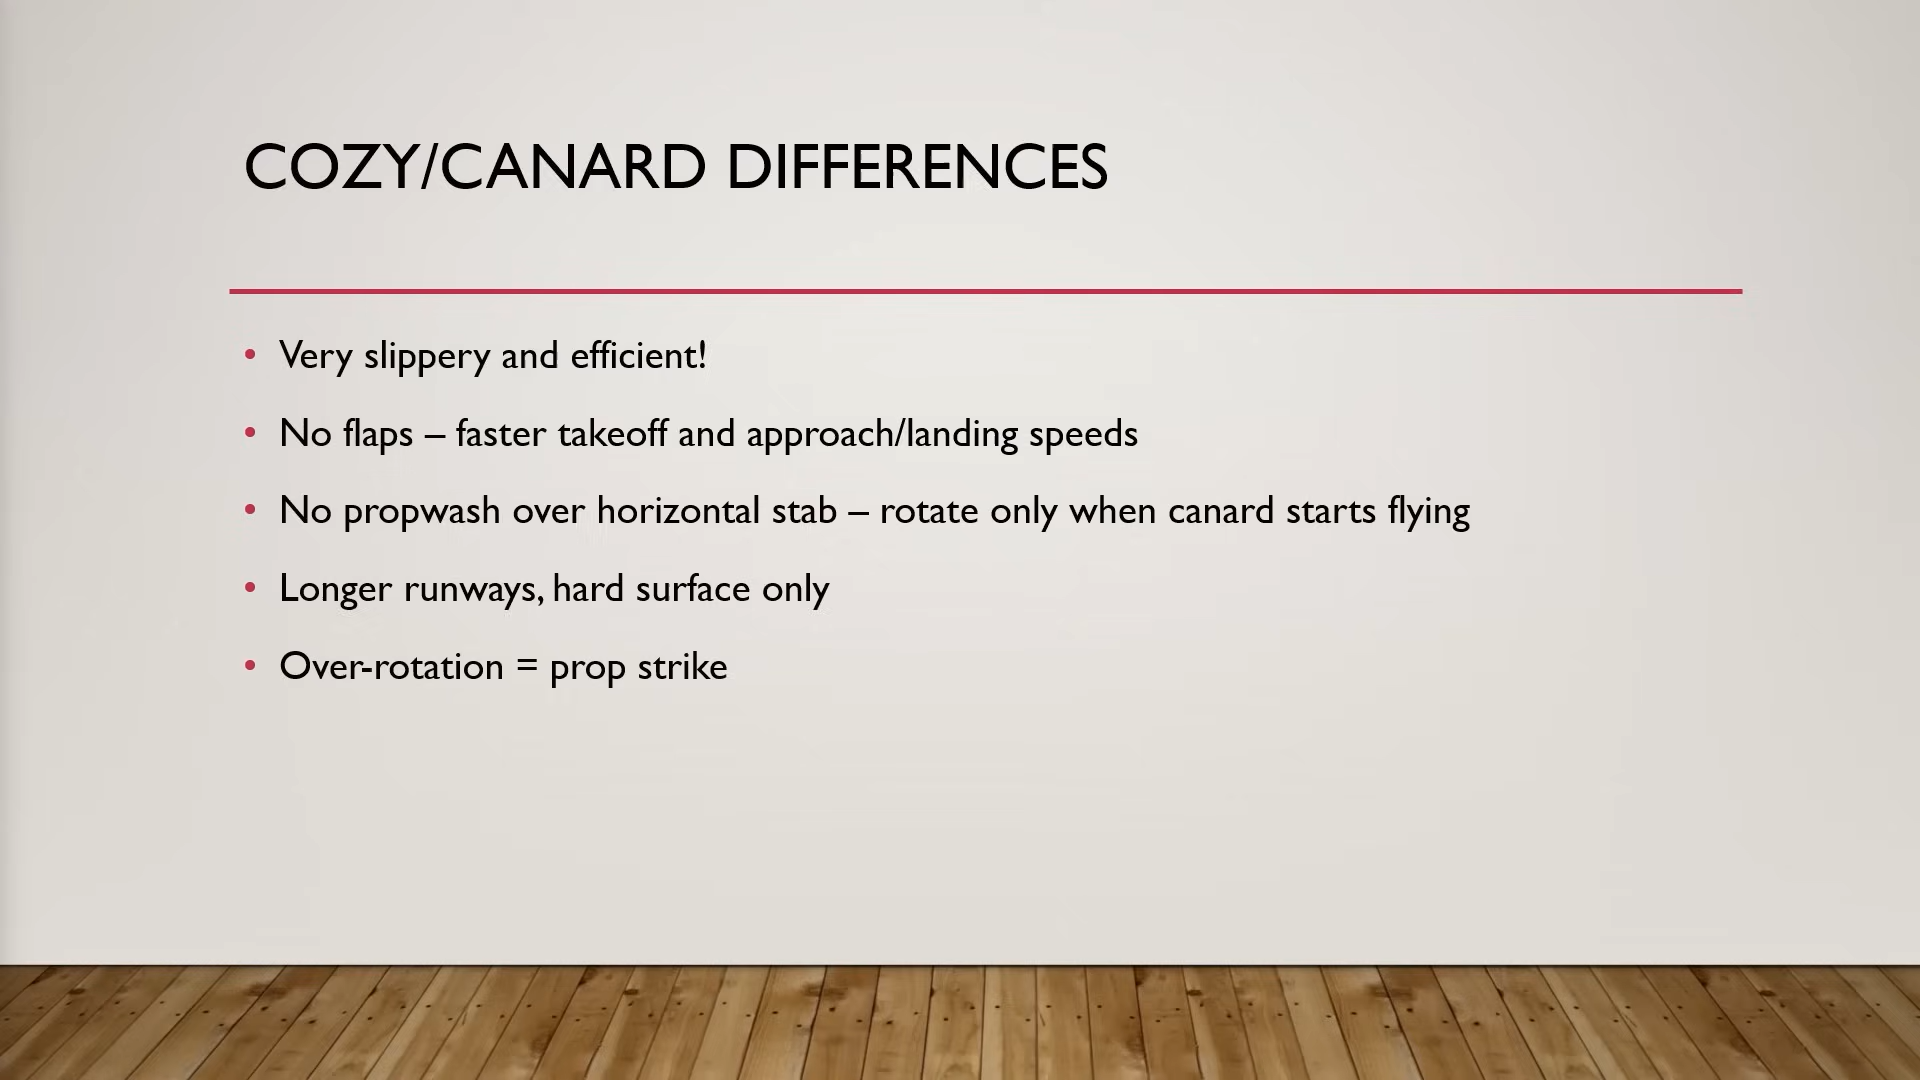 COZY/CANARD DIFFERENCES
• Very slippery and efficient!
• No flaps – faster takeoff and approach/landing speeds
• No propwash over horizontal stab – rotate only when canard starts flying
• Longer runways, hard surface only
• Over-rotation = prop strike